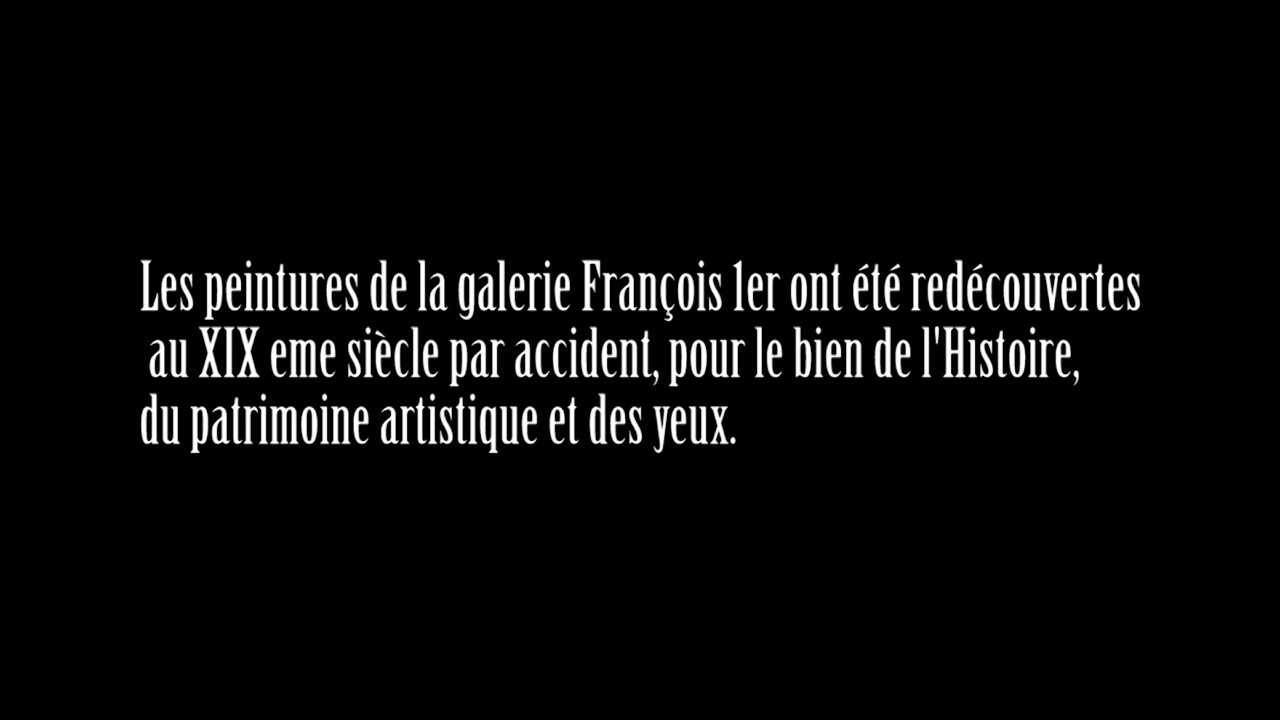 Les peintures de la galerie François 1er ont été redécouvertes
au XIX eme siècle par accident, pour le bien de l'Histoire,
du patrimoine artistique et des yeux.